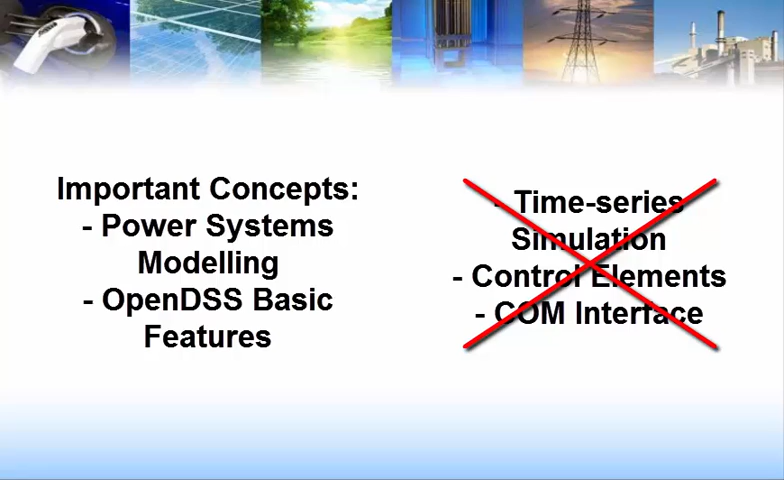 Important Concepts:
- Power Systems
Modelling
- OpenDSS Basic
Features
- Time-series
Simulation
- Control Elements
- COM Interface